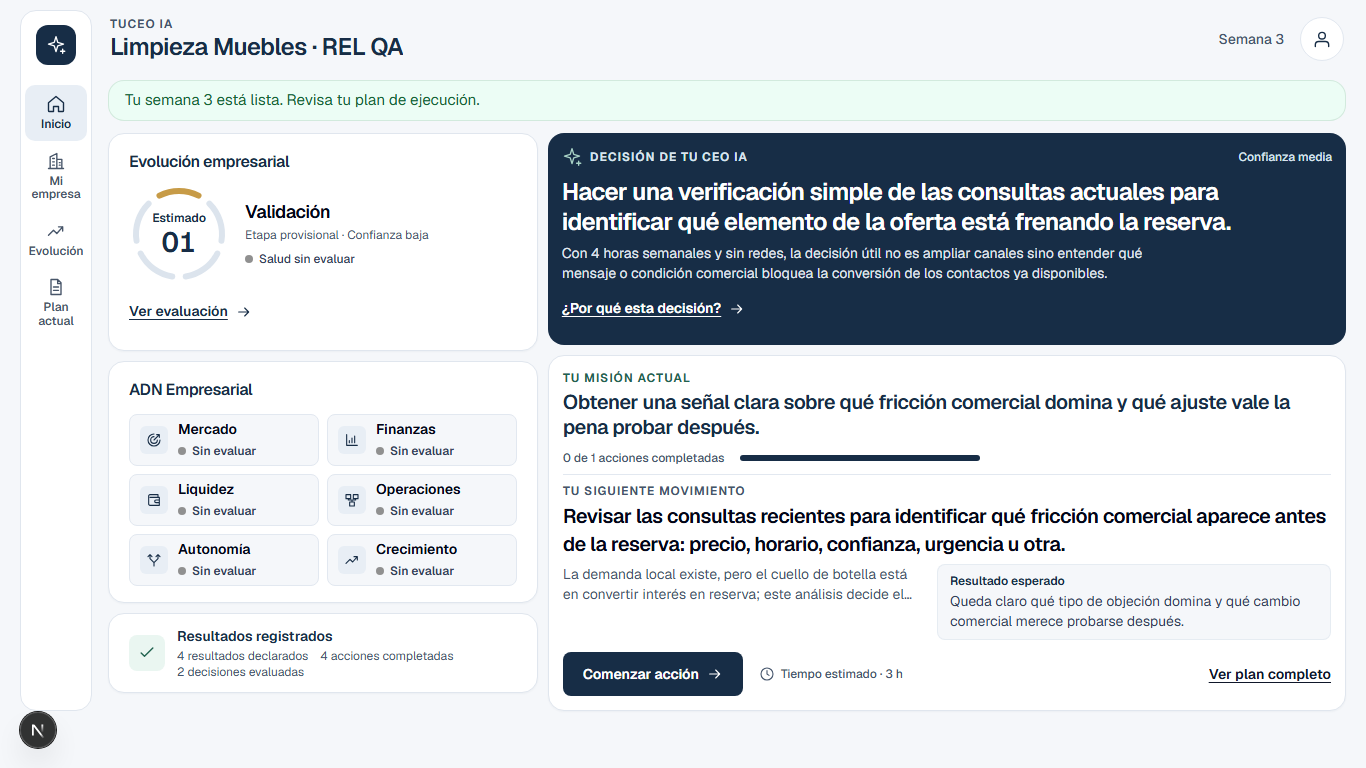 TUCEO IA
Limpieza Muebles · REL QA
Semana 3
Inicio
Mi
empresa
Evolución
Plan
actual
Tu semana 3 está lista. Revisa tu plan de ejecución.
Evolución empresarial
Estimado
01
Validación
Etapa provisional · Confianza baja
Salud sin evaluar
Ver evaluación
ADN Empresarial
Mercado
Sin evaluar
Finanzas
Sin evaluar
Liquidez
Sin evaluar
Operaciones
Sin evaluar
Autonomía
Sin evaluar
Crecimiento
Sin evaluar
Resultados registrados
4 resultados declarados 4 acciones completadas
2 decisiones evaluadas
DECISIÓN DE TU CEO IA
Confianza media
Hacer una verificación simple de las consultas actuales para
identificar qué elemento de la oferta está frenando la reserva.
Con 4 horas semanales y sin redes, la decisión útil no es ampliar canales sino entender qué
mensaje o condición comercial bloquea la conversión de los contactos ya disponibles.
¿Por qué esta decisión?
TU MISIÓN ACTUAL
Obtener una señal clara sobre qué fricción comercial domina y qué ajuste vale la
pena probar después.
0 de 1 acciones completadas
TU SIGUIENTE MOVIMIENTO
Revisar las consultas recientes para identificar qué fricción comercial aparece antes
de la reserva: precio, horario, confianza, urgencia u otra.
La demanda local existe, pero el cuello de botella está
en convertir interés en reserva; este análisis decide el…
Resultado esperado
Queda claro qué tipo de objeción domina y qué cambio
comercial merece probarse después.
Comenzar acción
Tiempo estimado · 3 h
Ver plan completo
N